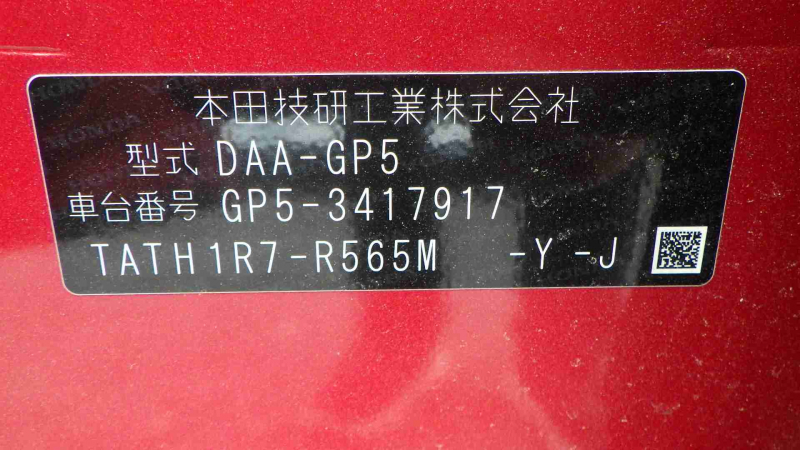 本田技研工業株式会社
型式 DAA-GP5
車台番号 GP5-3417917
TATH1R7-R565M -Y -J